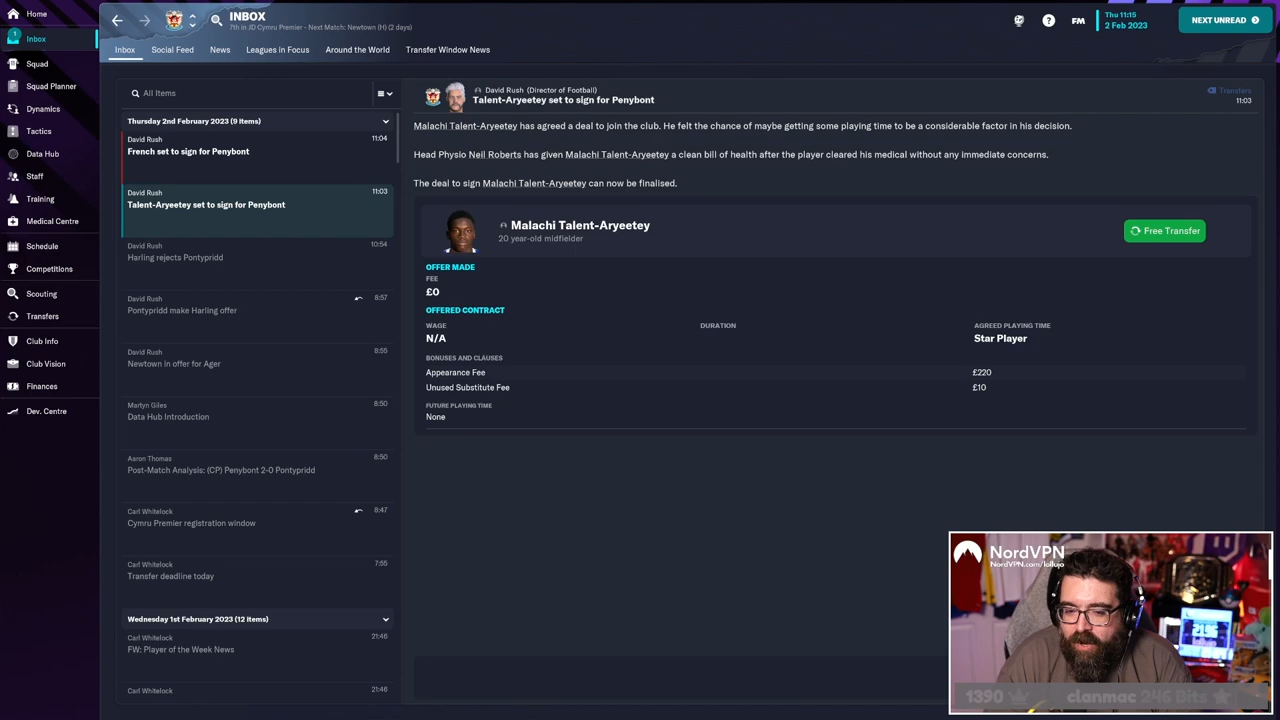 Home
Inbox
Squad
Squad Planner
Dynamics
Tactics
Data Hub
Staff
Training
Medical Centre
Schedule
Competitions
Scouting
Transfers
Club Info
Club Vision
Finances
Dev. Centre
1
INBOX
7th in JD Cymru Premier - Next Match: Newtown (H) (2 days)
FM
Thu 11:15
2 Feb 2023
NEXT UNREAD
Inbox
Social Feed
News
Leagues in Focus
Around the World
Transfer Window News
All Items
Thursday 2nd February 2023 (9 Items)
David Rush
11:04
French set to sign for Penybont
David Rush
11:03
Talent-Aryeetey set to sign for Penybont
David Rush
10:54
Harling rejects Pontypridd
David Rush
8:57
Pontypridd make Harling offer
David Rush
8:55
Newtown in offer for Ager
Martyn Giles
8:50
Data Hub Introduction
Aaron Thomas
8:50
Post-Match Analysis: (CP) Penybont 2-0 Pontypridd
Carl Whitelock
8:47
Cymru Premier registration window
Carl Whitelock
7:55
Transfer deadline today
Wednesday 1st February 2023 (12 Items)
Carl Whitelock
21:46
FW: Player of the Week News
Carl Whitelock
21:46
David Rush (Director of Football)
Talent-Aryeetey set to sign for Penybont
Transfers
11:03
Malachi Talent-Aryeetey has agreed a deal to join the club. He felt the chance of maybe getting some playing time to be a considerable factor in his decision.
Head Physio Neil Roberts has given Malachi Talent-Aryeetey a clean bill of health after the player cleared his medical without any immediate concerns.
The deal to sign Malachi Talent-Aryeetey can now be finalised.
Malachi Talent-Aryeetey
20 year-old midfielder
Free Transfer
OFFER MADE
FEE
£0
OFFERED CONTRACT
WAGE
DURATION
AGREED PLAYING TIME
N/A
Star Player
BONUSES AND CLAUSES
Appearance Fee
£220
Unused Substitute Fee
£10
FUTURE PLAYING TIME
None
NordVPN
NordVPN.com/lollujo
1390
clanmac 246 Bits